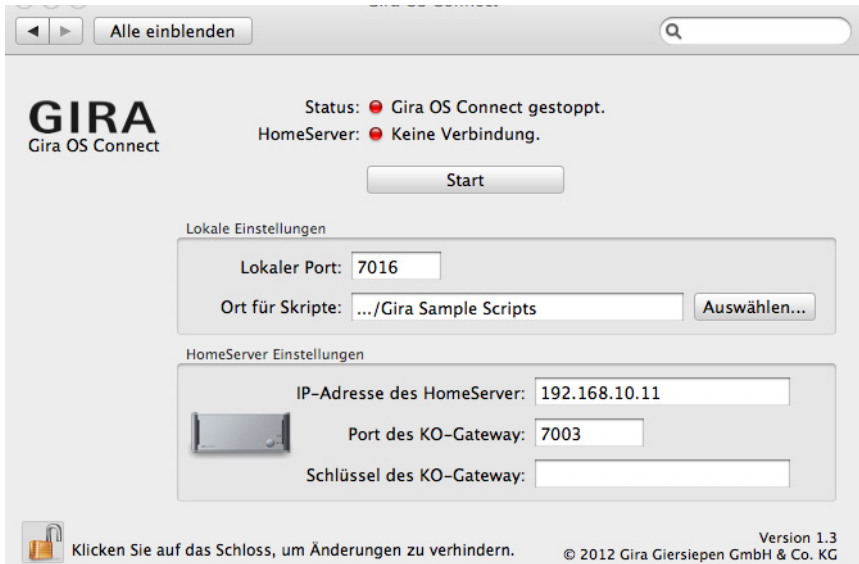 Alle einblenden
GIRA
Gira OS Connect
Status: Gira OS Connect gestoppt.
HomeServer: Keine Verbindung.
Start
Lokale Einstellungen
Lokaler Port: 7016
Ort für Skripte: .../Gira Sample Scripts Auswählen...
HomeServer Einstellungen
IP-Adresse des HomeServer: 192.168.10.11
Port des KO-Gateway: 7003
Schlüssel des KO-Gateway:
Klicken Sie auf das Schloss, um Änderungen zu verhindern.
Version 1.3
© 2012 Gira Giersiepen GmbH & Co. KG